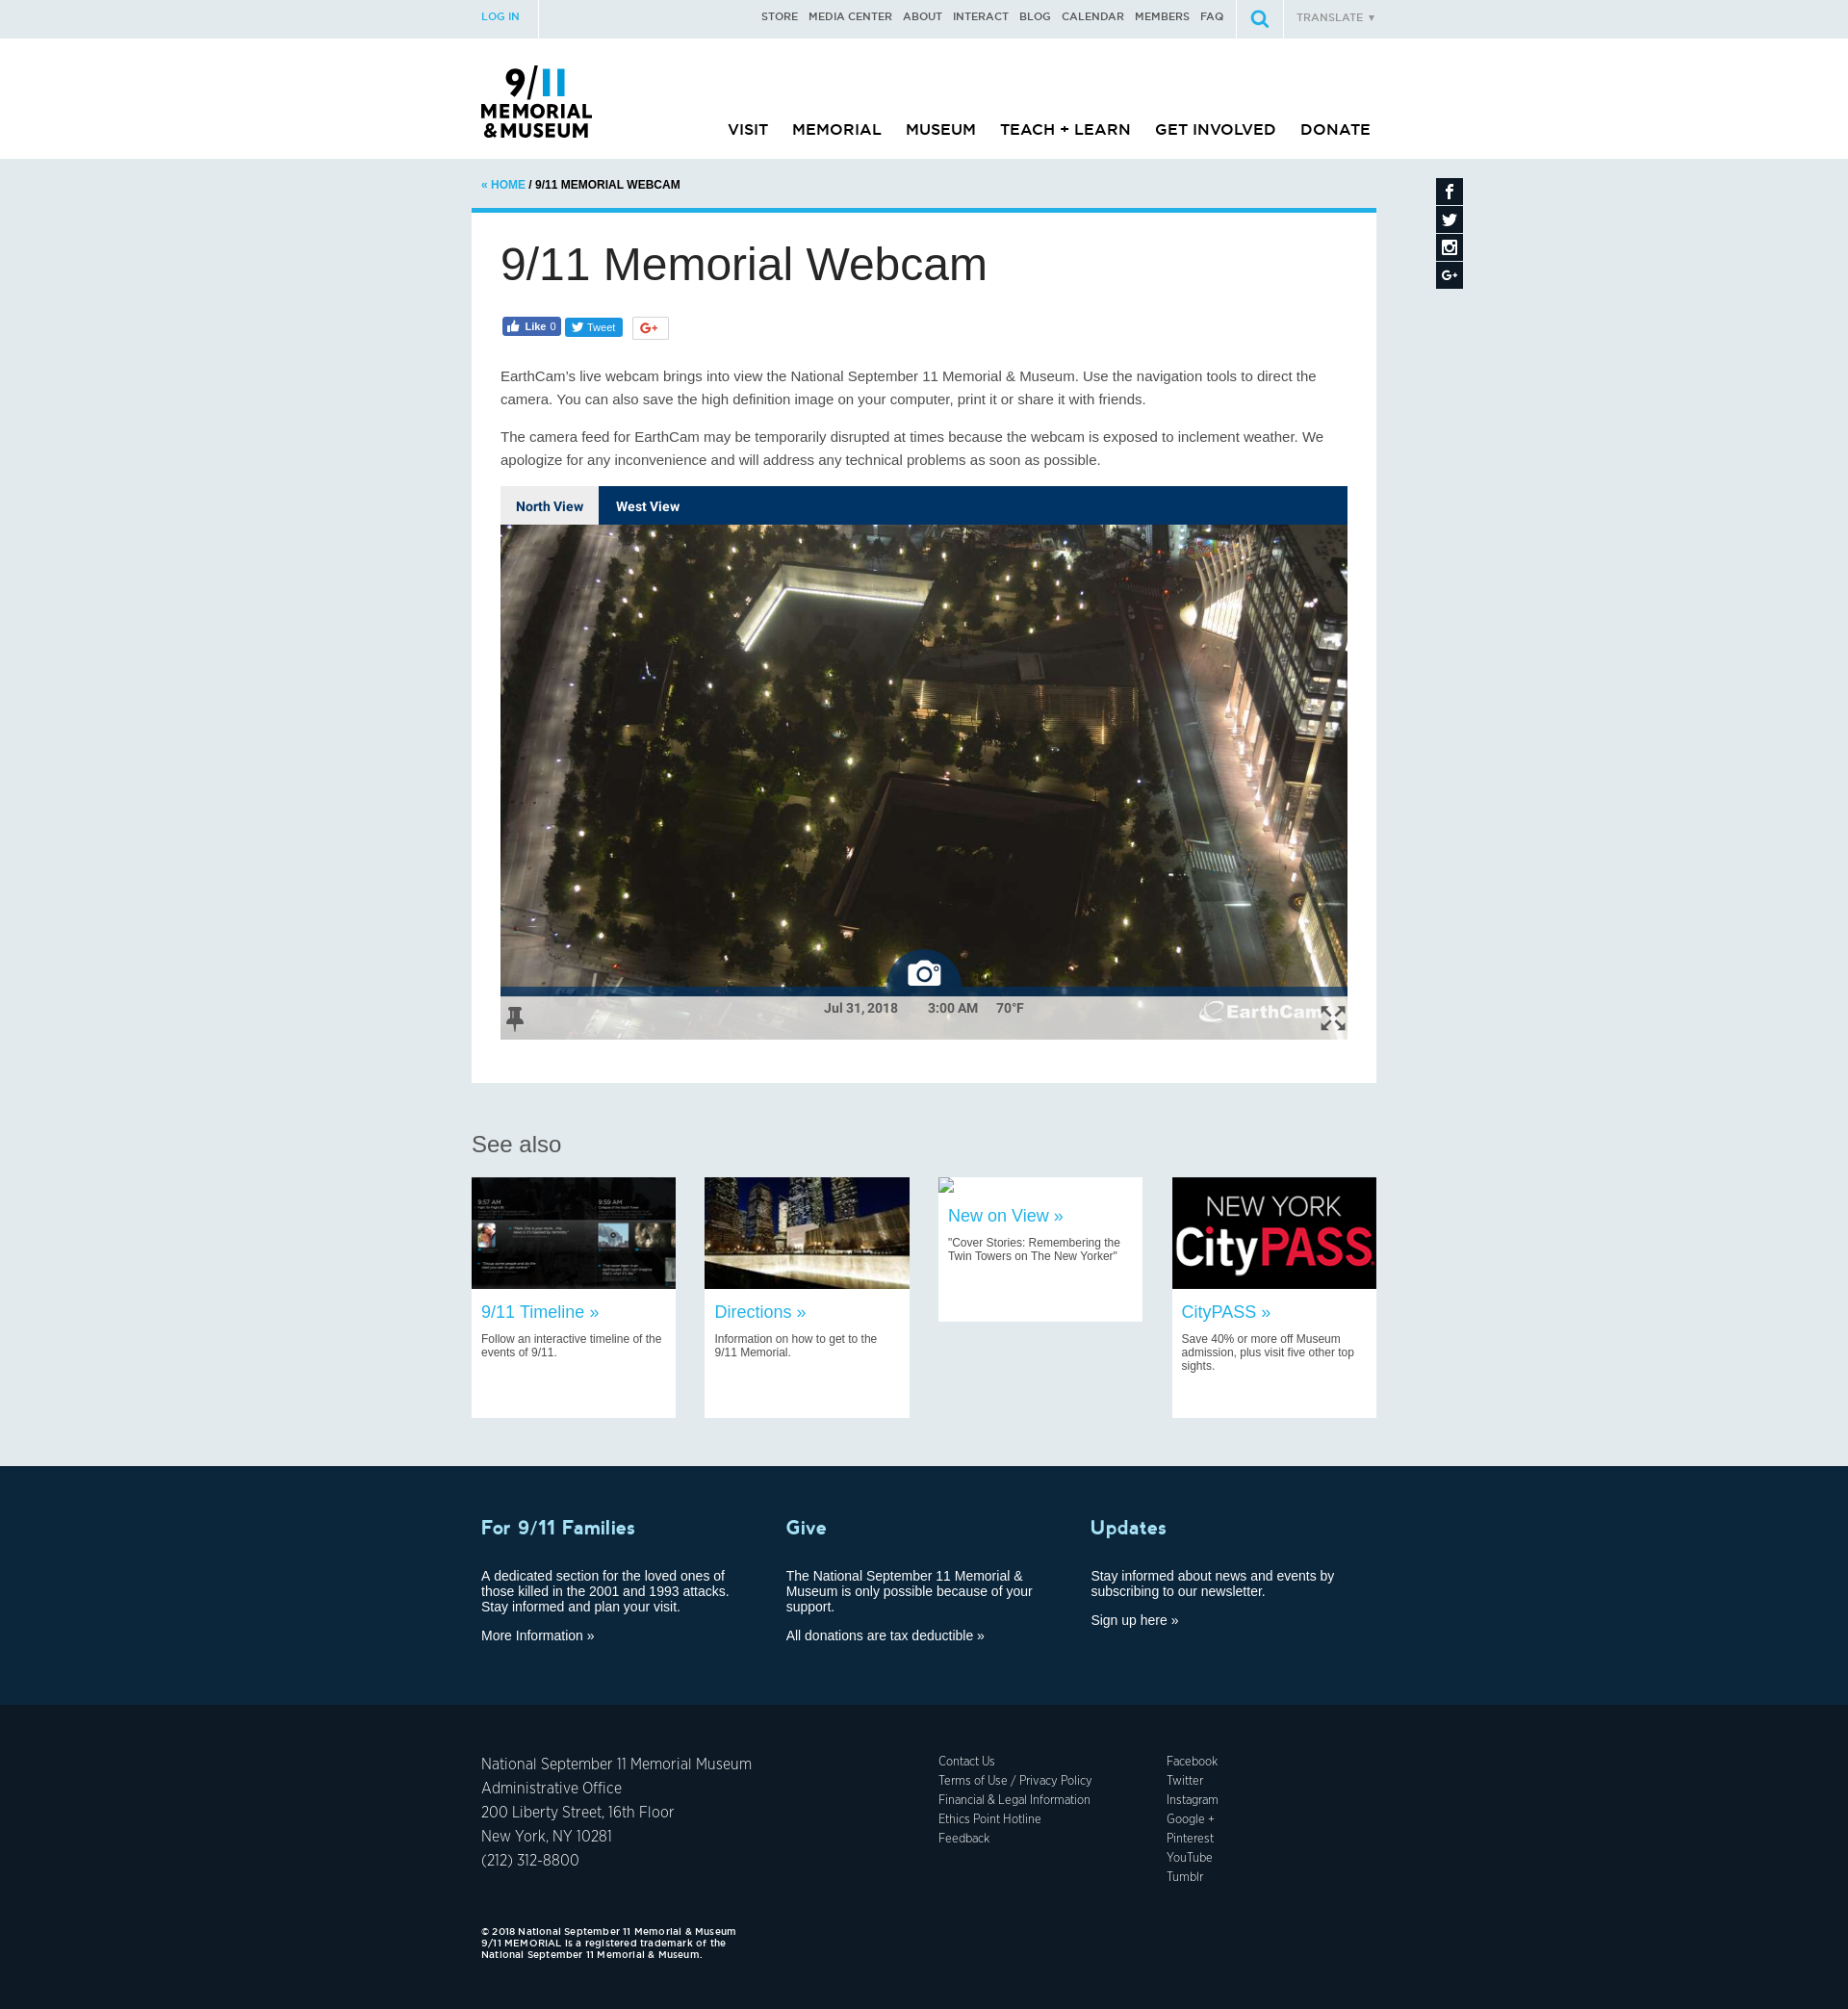 LOG IN
STORE MEDIA CENTER ABOUT INTERACT BLOG CALENDAR MEMBERS FAQ
TRANSLATE ▼
9/11
MEMORIAL
&MUSEUM
VISIT MEMORIAL MUSEUM TEACH + LEARN GET INVOLVED DONATE
« HOME / 9/11 MEMORIAL WEBCAM
9/11 Memorial Webcam
Like 0
Tweet
G+
EarthCam's live webcam brings into view the National September 11 Memorial & Museum. Use the navigation tools to direct the
camera. You can also save the high definition image on your computer, print it or share it with friends.
The camera feed for EarthCam may be temporarily disrupted at times because the webcam is exposed to inclement weather. We
apologize for any inconvenience and will address any technical problems as soon as possible.
North View West View
Jul 31, 2018 3:00 AM 70°F
EarthCam
See also
9:57 AM
9:59 AM
9/11 Timeline »
Follow an interactive timeline of the
events of 9/11.
Directions »
Information on how to get to the
9/11 Memorial.
New on View »
"Cover Stories: Remembering the
Twin Towers on The New Yorker"
NEW YORK
CityPASS
CityPASS »
Save 40% or more off Museum
admission, plus visit five other top
sights.
For 9/11 Families
A dedicated section for the loved ones of
those killed in the 2001 and 1993 attacks.
Stay informed and plan your visit.
More Information »
Give
The National September 11 Memorial &
Museum is only possible because of your
support.
All donations are tax deductible »
Updates
Stay informed about news and events by
subscribing to our newsletter.
Sign up here »
National September 11 Memorial Museum
Administrative Office
200 Liberty Street, 16th Floor
New York, NY 10281
(212) 312-8800
Contact Us
Terms of Use / Privacy Policy
Financial & Legal Information
Ethics Point Hotline
Feedback
Facebook
Twitter
Instagram
Google +
Pinterest
YouTube
Tumblr
© 2018 National September 11 Memorial & Museum
9/11 MEMORIAL is a registered trademark of the
National September 11 Memorial & Museum.